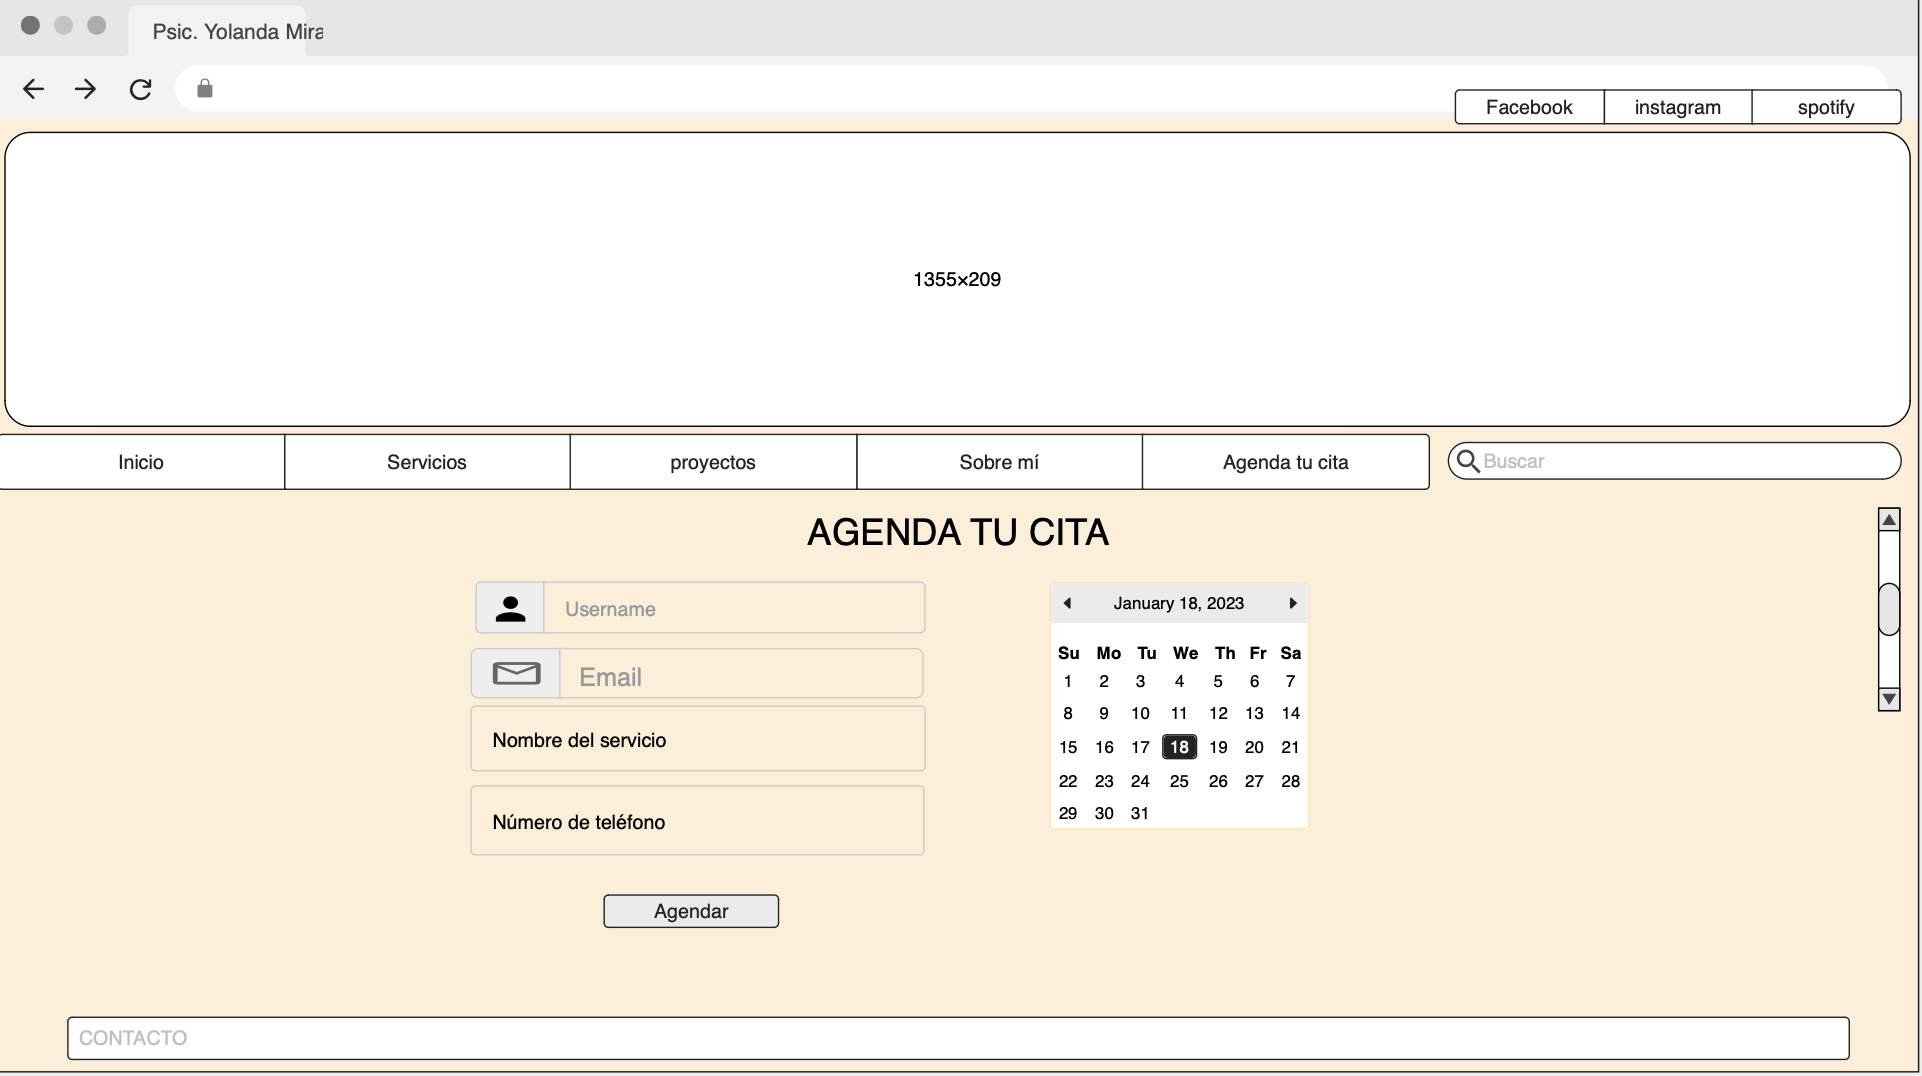 Psic. Yolanda Mira
Facebook instagram spotify
1355×209
Inicio Servicios proyectos Sobre mí Agenda tu cita Buscar
AGENDA TU CITA
Username
Email
Nombre del servicio
Número de teléfono
Agendar
January 18, 2023
Su Mo Tu We Th Fr Sa
1 2 3 4 5 6 7
8 9 10 11 12 13 14
15 16 17 18 19 20 21
22 23 24 25 26 27 28
29 30 31
CONTACTO